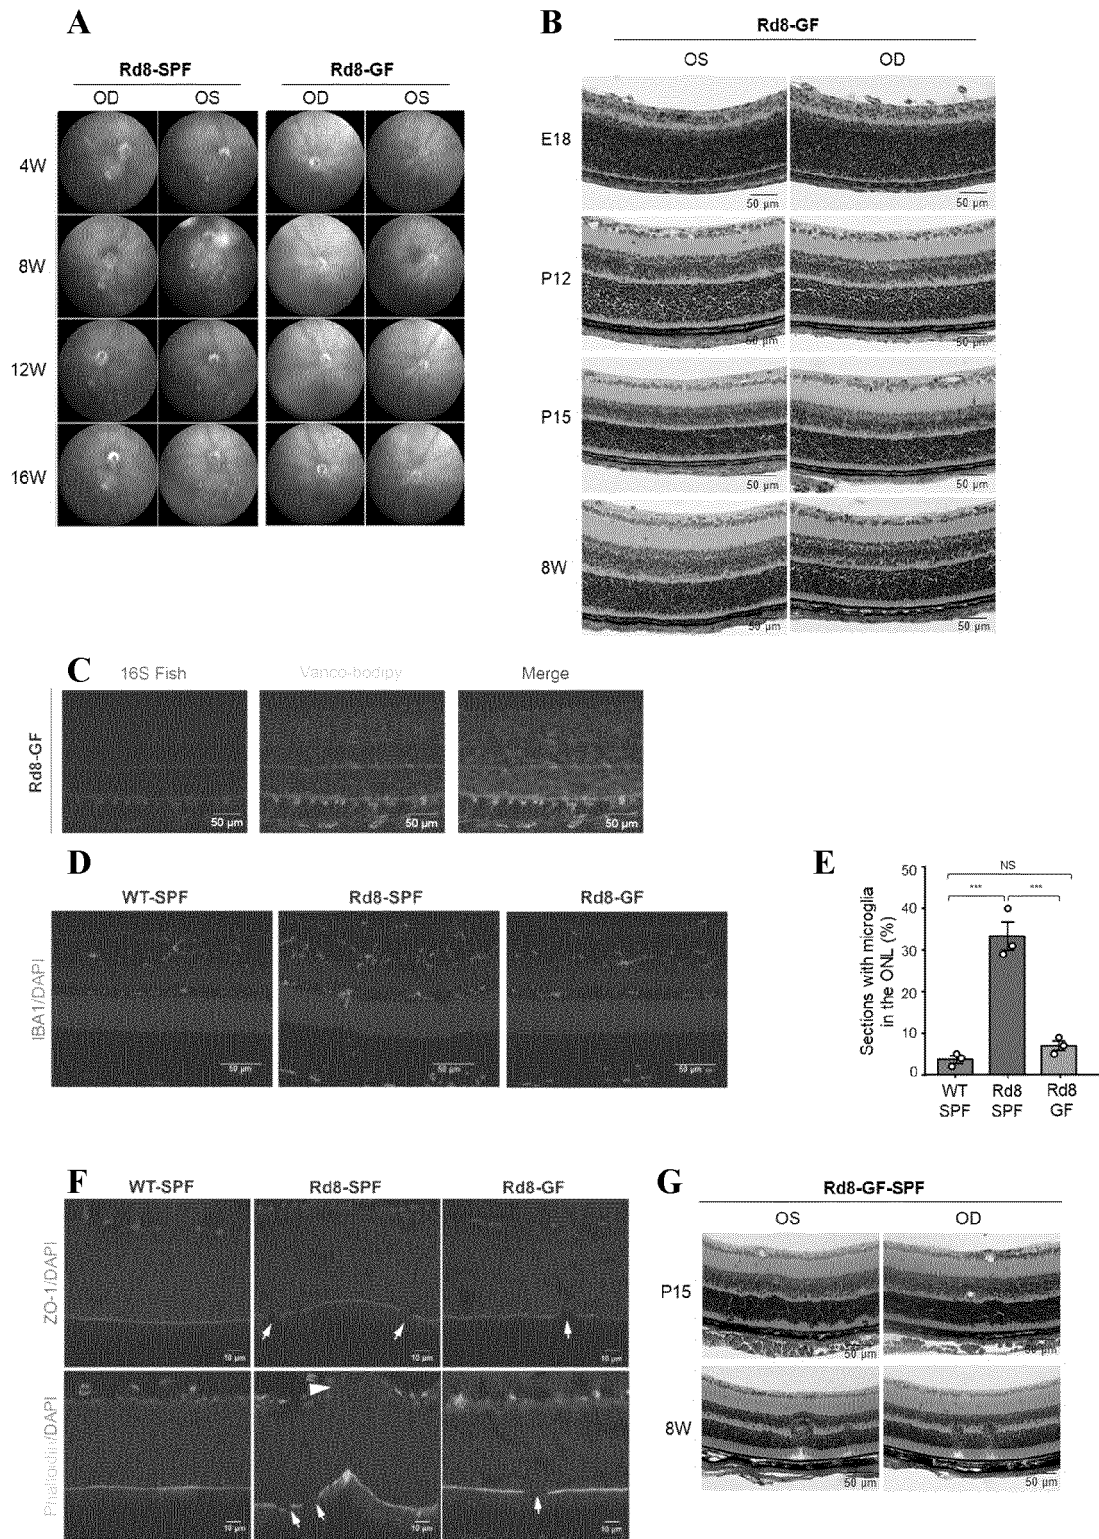 A
Rd8-SPF
Rd8-GF
OD
OS
OD
OS
4W
8W
12W
16W
B
Rd8-GF
OS
OD
E18
50 µm
50 µm
P12
50 µm
50 µm
P15
50 µm
50 µm
8W
50 µm
50 µm
C
16S Fish
Vanco-bodipy
Merge
Rd8-GF
50 µm
50 µm
50 µm
D
WT-SPF
Rd8-SPF
Rd8-GF
IBA1/DAPI
50 µm
50 µm
50 µm
E
Sections with microglia
in the ONL (%)
50
40
30
20
10
0
NS
***
***
WT
SPF
Rd8
SPF
Rd8
GF
F
WT-SPF
Rd8-SPF
Rd8-GF
ZO-1/DAPI
10 µm
10 µm
10 µm
Phalloidin/DAPI
10 µm
10 µm
10 µm
G
Rd8-GF-SPF
OS
OD
P15
50 µm
50 µm
8W
50 µm
50 µm